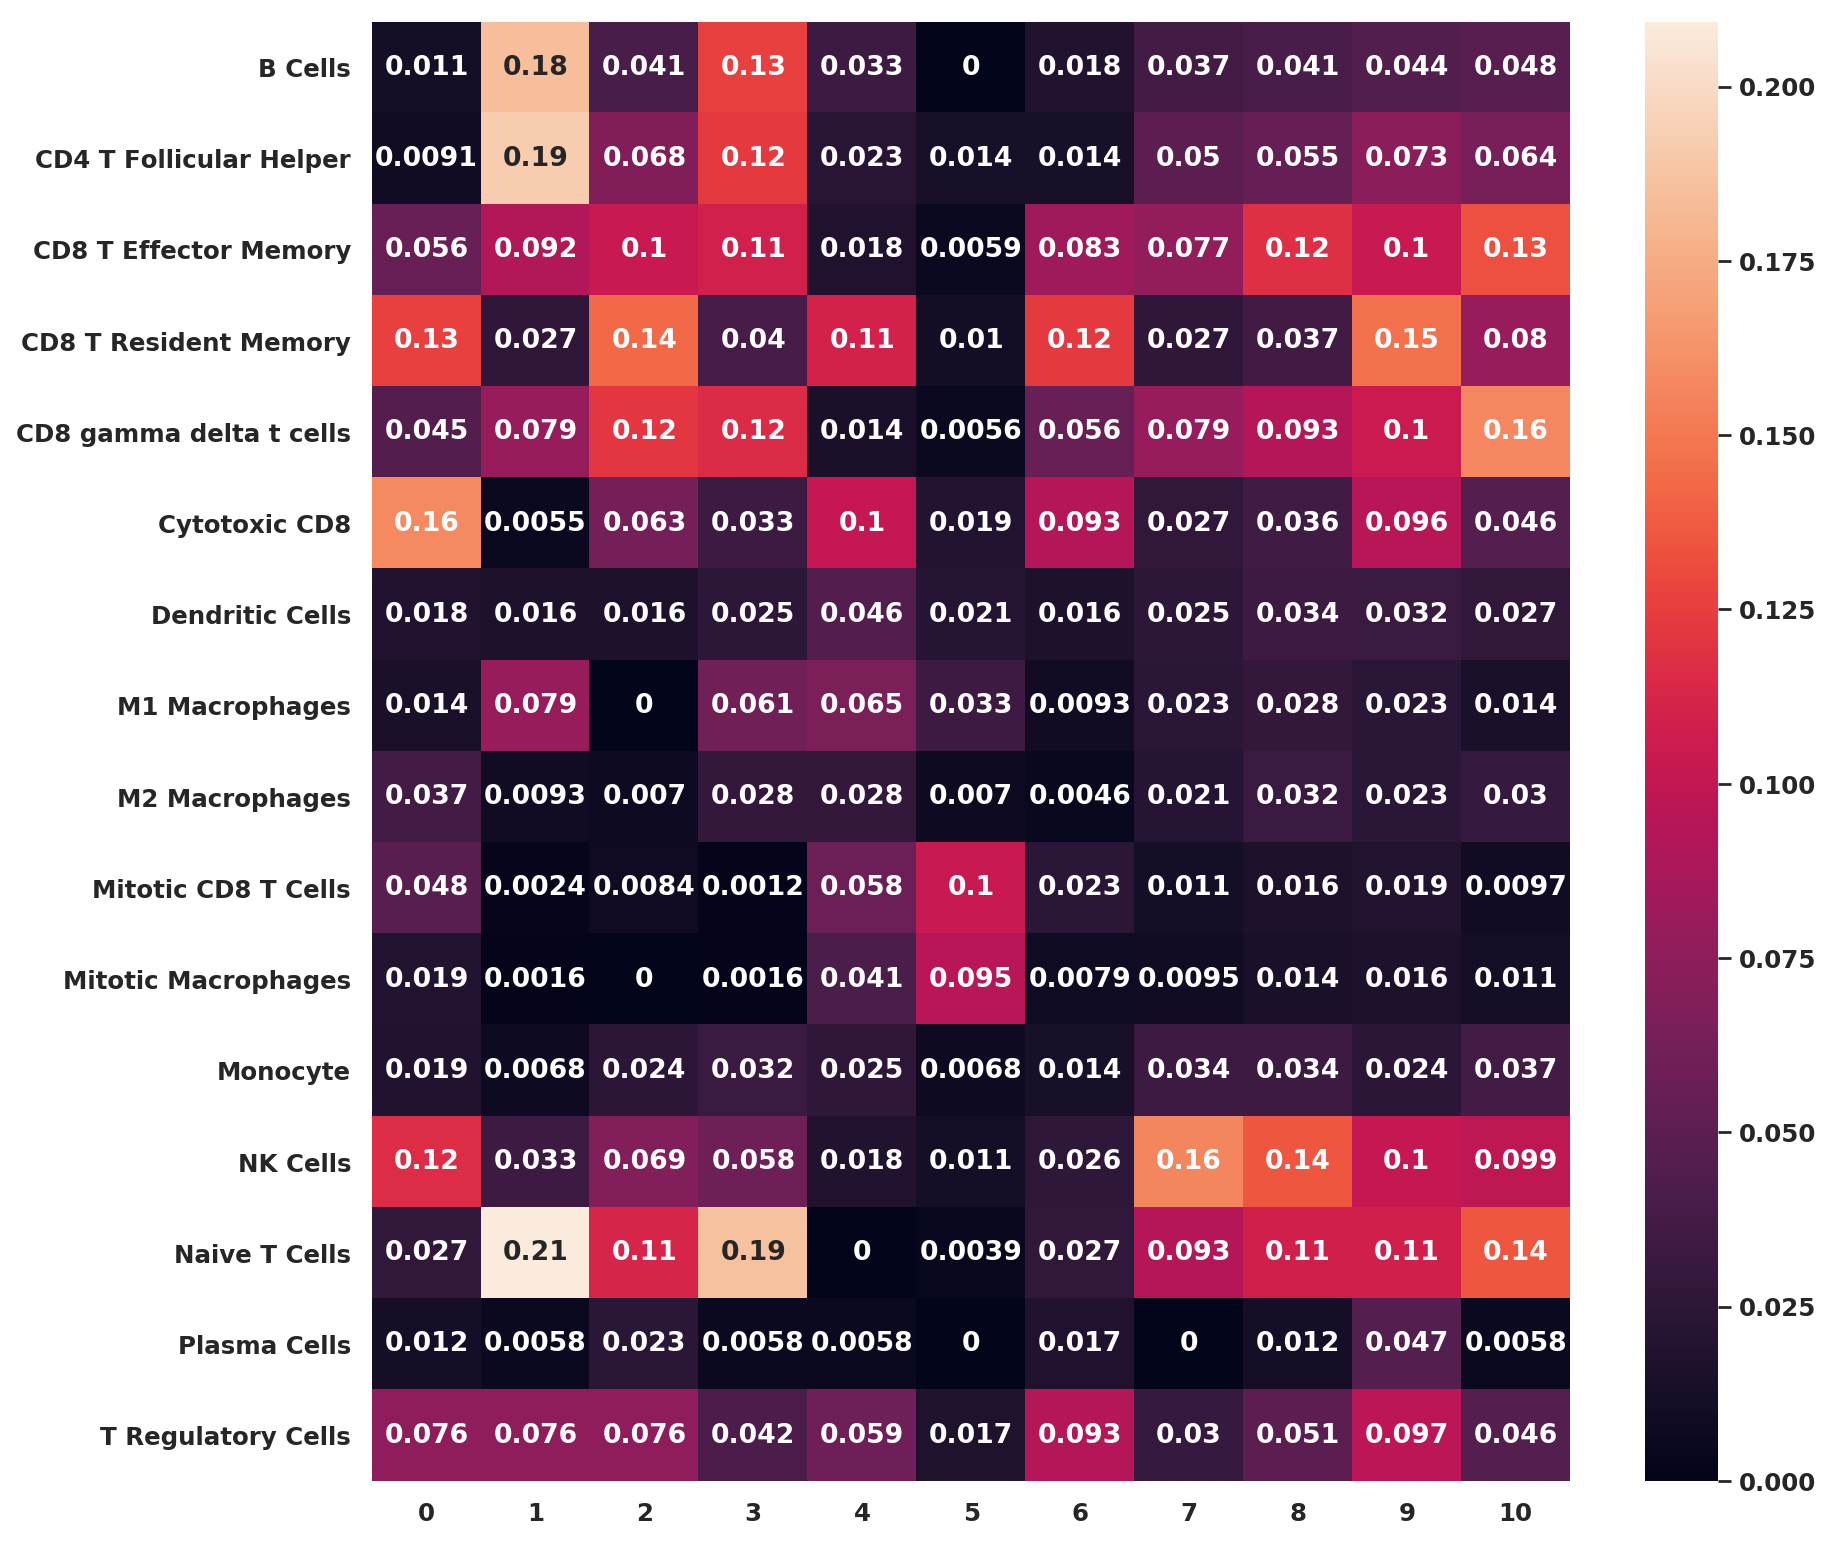 B Cells 0.011 0.18 0.041 0.13 0.033 0 0.018 0.037 0.041 0.044 0.048
CD4 T Follicular Helper 0.0091 0.19 0.068 0.12 0.023 0.014 0.014 0.05 0.055 0.073 0.064
CD8 T Effector Memory 0.056 0.092 0.1 0.11 0.018 0.0059 0.083 0.077 0.12 0.1 0.13
CD8 T Resident Memory 0.13 0.027 0.14 0.04 0.11 0.01 0.12 0.027 0.037 0.15 0.08
CD8 gamma delta t cells 0.045 0.079 0.12 0.12 0.014 0.0056 0.056 0.079 0.093 0.1 0.16
Cytotoxic CD8 0.16 0.0055 0.063 0.033 0.1 0.019 0.093 0.027 0.036 0.096 0.046
Dendritic Cells 0.018 0.016 0.016 0.025 0.046 0.021 0.016 0.025 0.034 0.032 0.027
M1 Macrophages 0.014 0.079 0 0.061 0.065 0.033 0.0093 0.023 0.028 0.023 0.014
M2 Macrophages 0.037 0.0093 0.007 0.028 0.028 0.007 0.0046 0.021 0.032 0.023 0.03
Mitotic CD8 T Cells 0.048 0.0024 0.0084 0.0012 0.058 0.1 0.023 0.011 0.016 0.019 0.0097
Mitotic Macrophages 0.019 0.0016 0 0.0016 0.041 0.095 0.0079 0.0095 0.014 0.016 0.011
Monocyte 0.019 0.0068 0.024 0.032 0.025 0.0068 0.014 0.034 0.034 0.024 0.037
NK Cells 0.12 0.033 0.069 0.058 0.018 0.011 0.026 0.16 0.14 0.1 0.099
Naive T Cells 0.027 0.21 0.11 0.19 0 0.0039 0.027 0.093 0.11 0.11 0.14
Plasma Cells 0.012 0.0058 0.023 0.0058 0.0058 0 0.017 0 0.012 0.047 0.0058
T Regulatory Cells 0.076 0.076 0.076 0.042 0.059 0.017 0.093 0.03 0.051 0.097 0.046
0 1 2 3 4 5 6 7 8 9 10
0.200
0.175
0.150
0.125
0.100
0.075
0.050
0.025
0.000